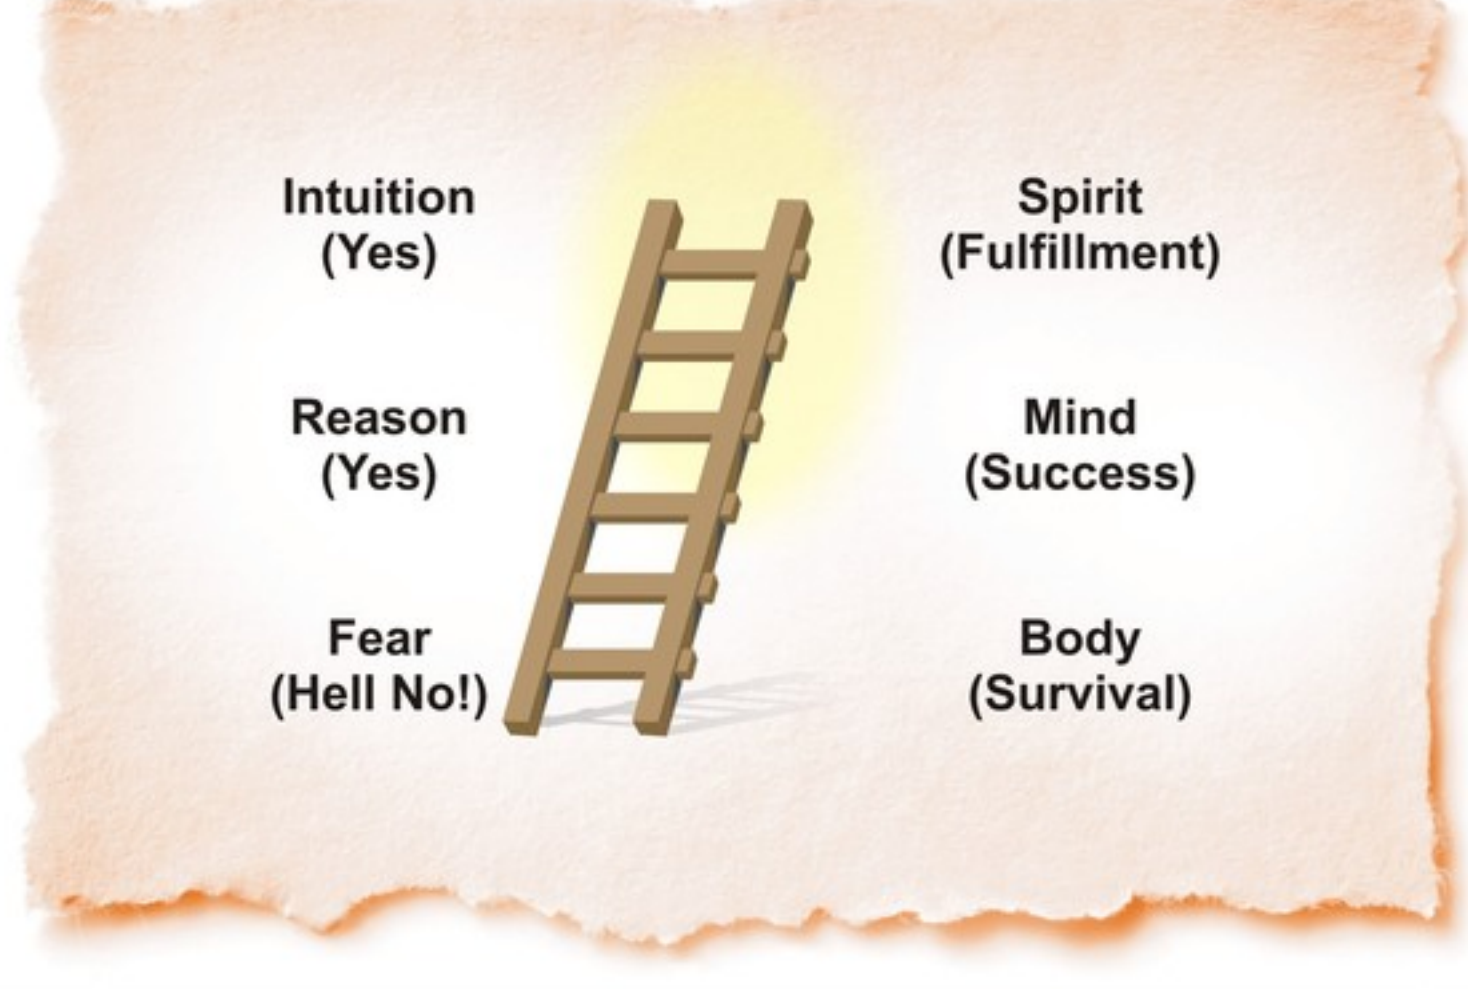 Intuition
(Yes)
Spirit
(Fulfillment)
Reason
(Yes)
Mind
(Success)
Fear
(Hell No!)
Body
(Survival)